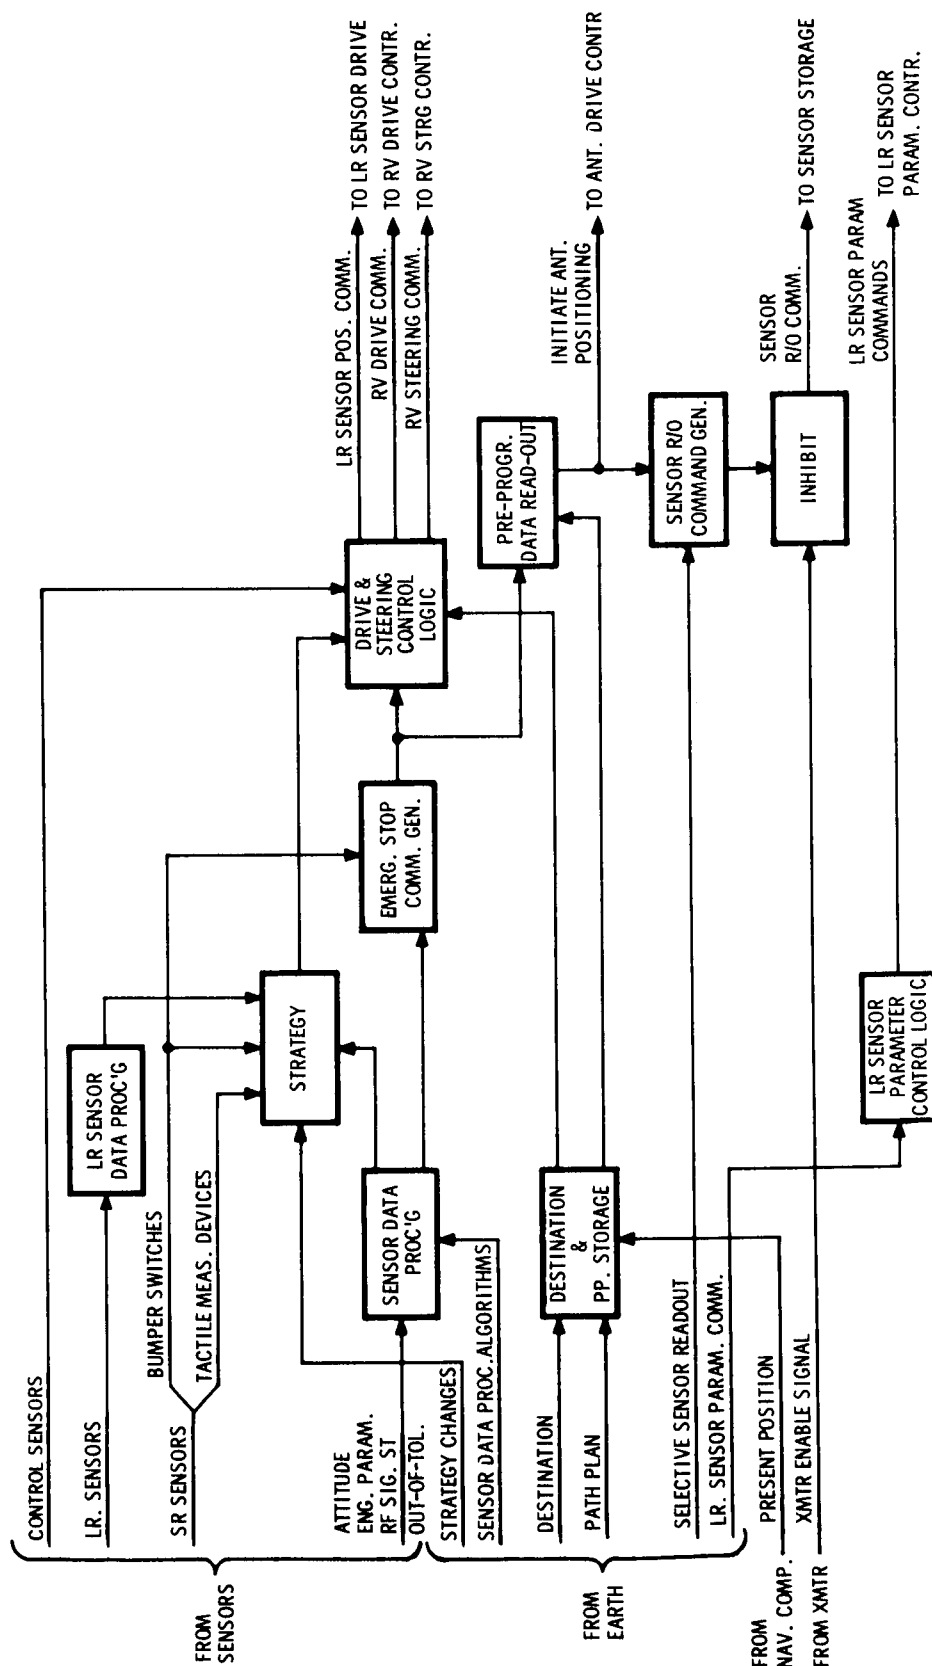 FROM
SENSORS
CONTROL SENSORS
LR. SENSORS
SR SENSORS
BUMPER SWITCHES
TACTILE MEAS. DEVICES
ATTITUDE
ENG. PARAM.
RF SIG. ST
OUT-OF-TOL.
FROM
EARTH
STRATEGY CHANGES
SENSOR DATA PROC.ALGORITHMS
DESTINATION
PATH PLAN
SELECTIVE SENSOR READOUT
LR. SENSOR PARAM. COMM.
FROM
NAV. COMP.
PRESENT POSITION
FROM XMTR
XMTR ENABLE SIGNAL
LR SENSOR
DATA PROC'G
STRATEGY
SENSOR DATA
PROC'G
DESTINATION
&
PP. STORAGE
LR SENSOR
PARAMETER
CONTROL LOGIC
EMERG. STOP
COMM. GEN.
DRIVE &
STEERING
CONTROL
LOGIC
PRE-PROGR.
DATA READ-OUT
SENSOR R/O
COMMAND GEN.
INHIBIT
LR SENSOR POS. COMM.
RV DRIVE COMM.
RV STEERING COMM.
TO LR SENSOR DRIVE
TO RV DRIVE CONTR.
TO RV STRG CONTR.
INITIATE ANT.
POSITIONING
TO ANT. DRIVE CONTR
SENSOR
R/O COMM.
TO SENSOR STORAGE
LR SENSOR PARAM
COMMANDS
TO LR SENSOR
PARAM. CONTR.